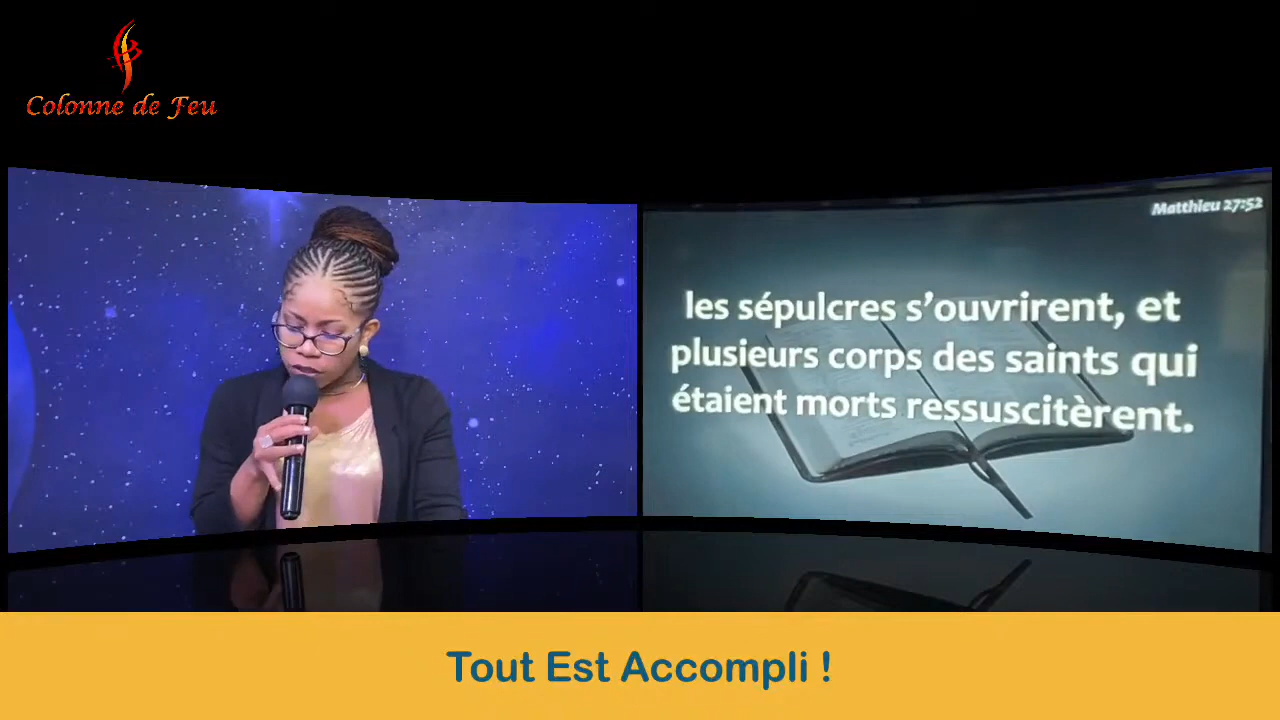 Colonne de Feu
Matthieu 27:52
les sépulcres s’ouvrirent, et
plusieurs corps des saints qui
étaient morts ressuscitèrent.
Tout Est Accompli !